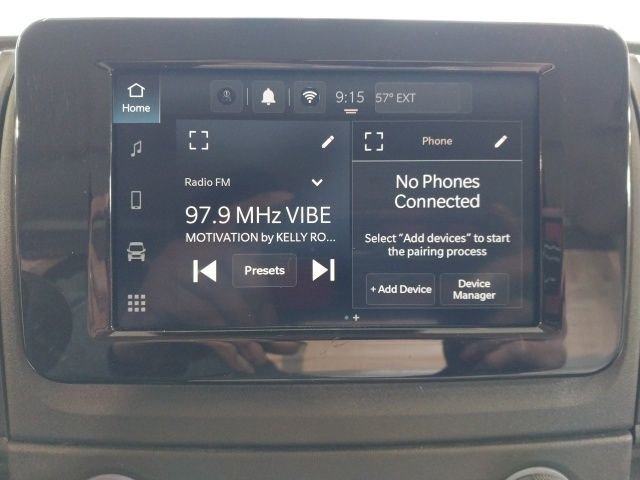 Home
9:15
57° EXT
Radio FM
97.9 MHz VIBE
MOTIVATION by KELLY RO...
Presets
Phone
No Phones
Connected
Select "Add devices" to start
the pairing process
+ Add Device
Device
Manager